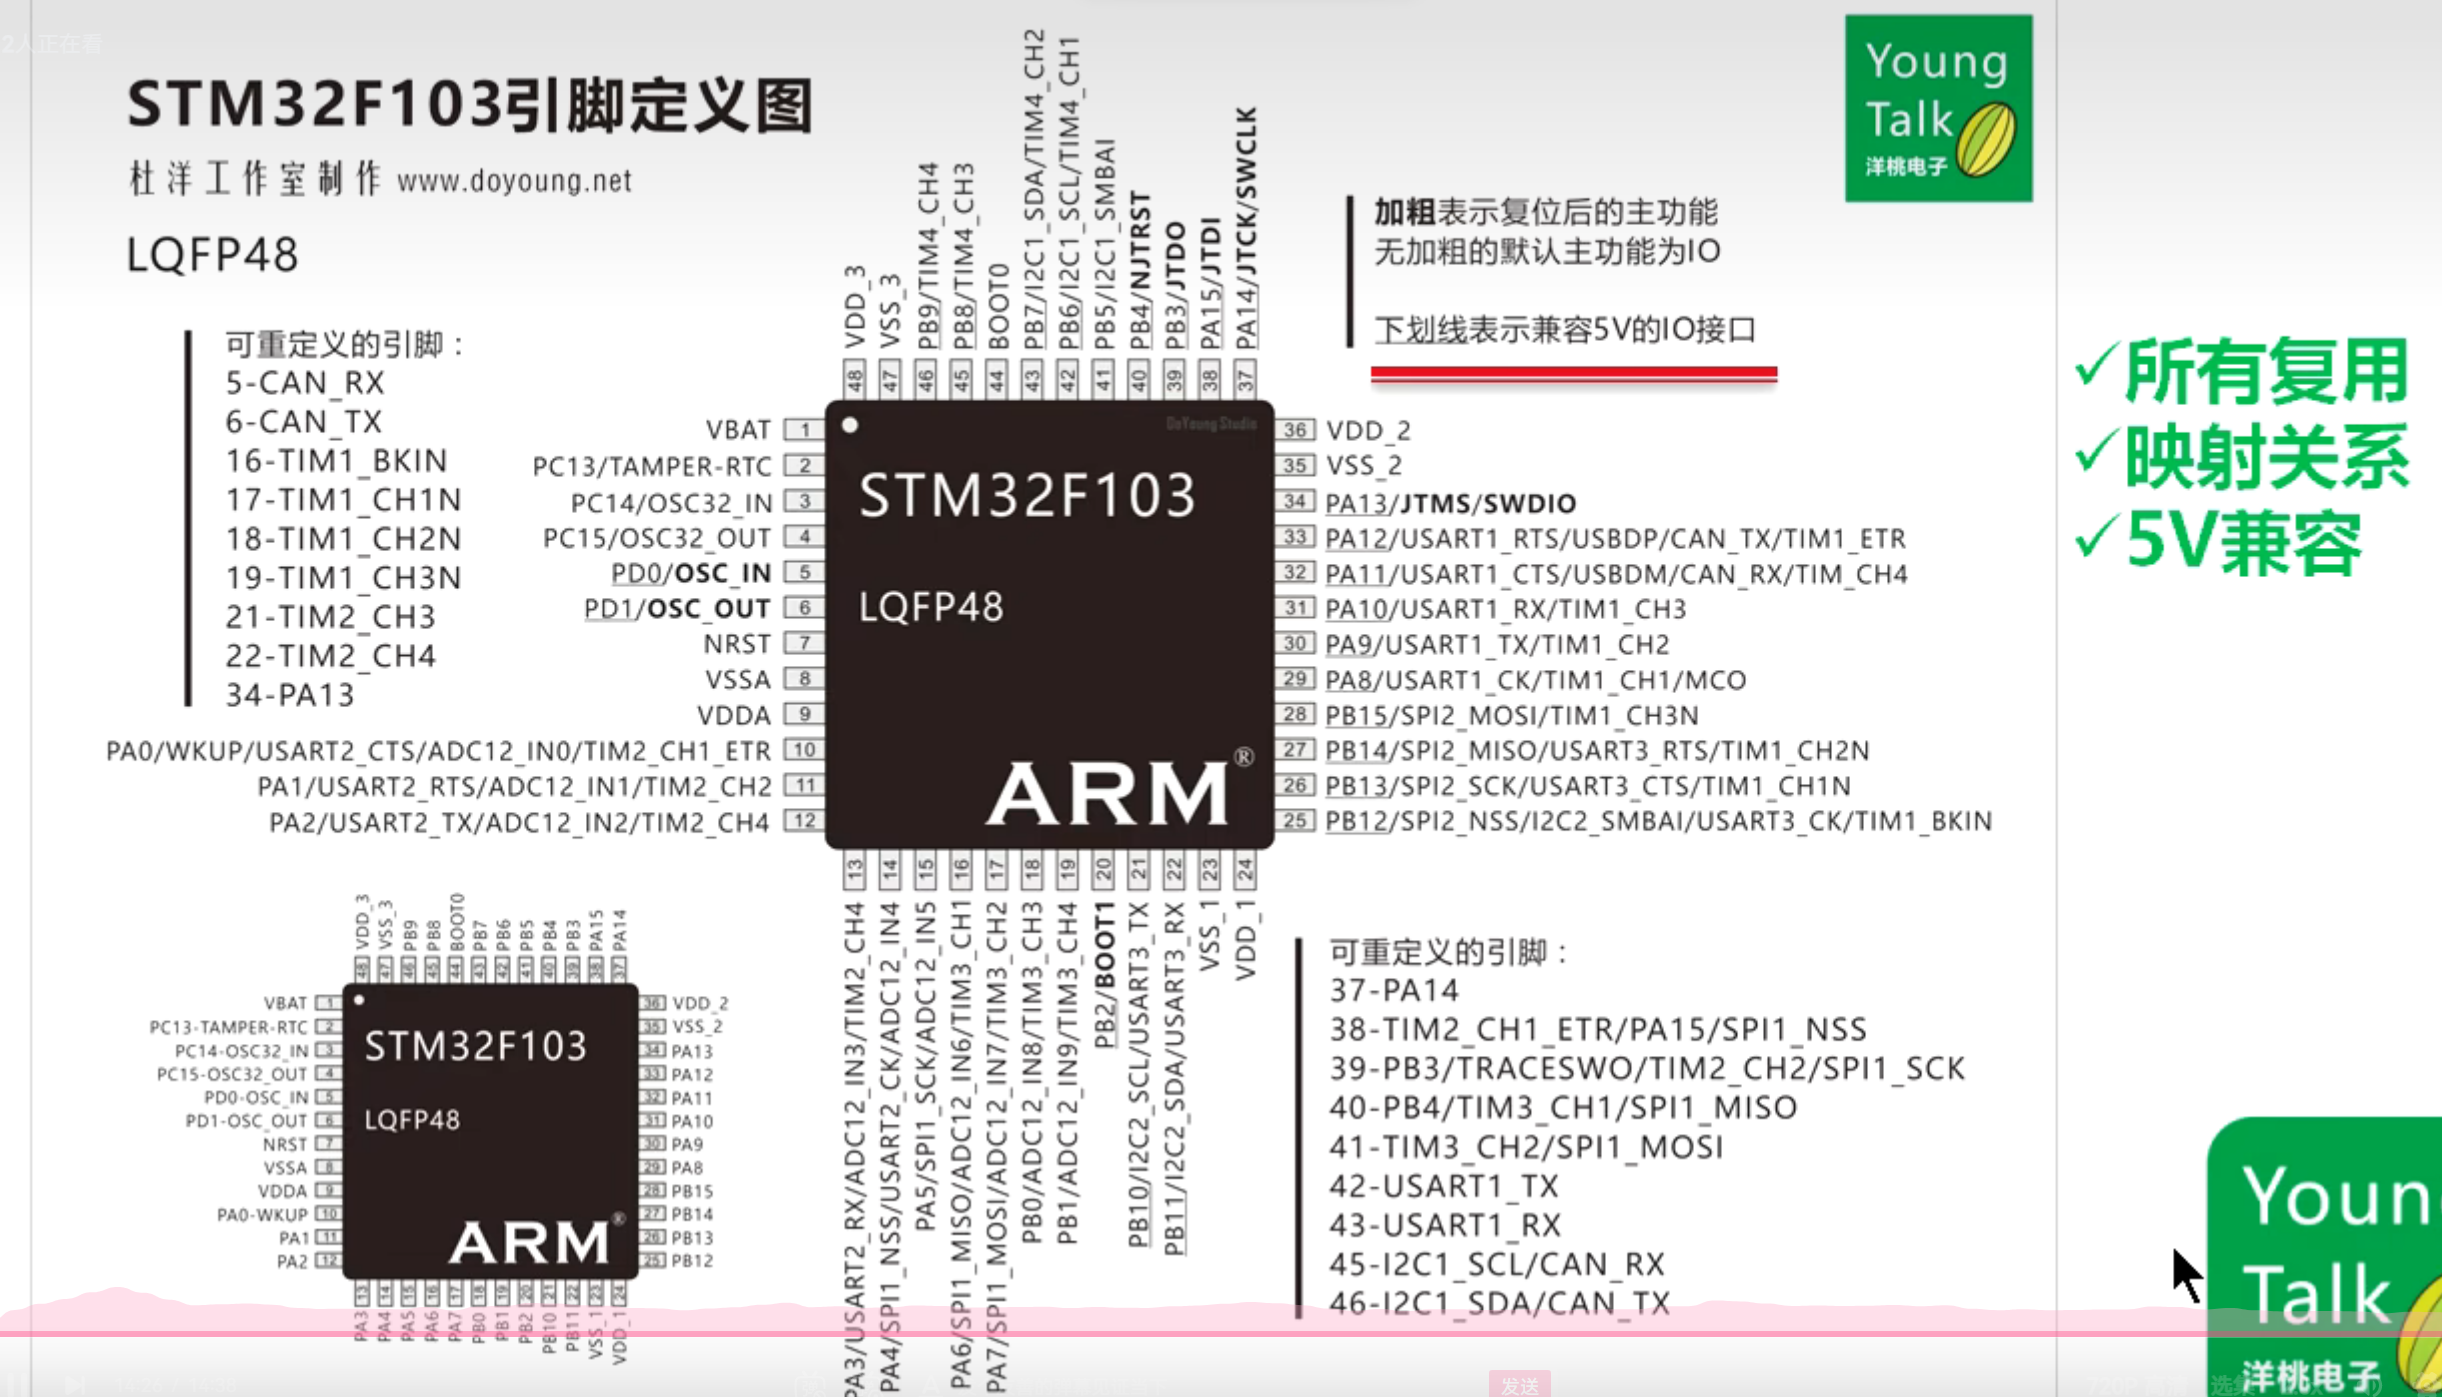 2人正在看
STM32F103引脚定义图
杜洋工作室制作 www.doyoung.net
LQFP48
Young
Talk
洋桃电子
加粗表示复位后的主功能
无加粗的默认主功能为IO
下划线表示兼容5V的IO接口
✓所有复用
✓映射关系
✓5V兼容
可重定义的引脚：
5-CAN_RX
6-CAN_TX
16-TIM1_BKIN
17-TIM1_CH1N
18-TIM1_CH2N
19-TIM1_CH3N
21-TIM2_CH3
22-TIM2_CH4
34-PA13
VDD_3 48
VSS_3 47
PB9/TIM4_CH4 46
PB8/TIM4_CH3 45
BOOT0 44
PB7/I2C1_SDA/TIM4_CH2 43
PB6/I2C1_SCL/TIM4_CH1 42
PB5/I2C1_SMBAI 41
PB4/NJTRST 40
PB3/JTDO 39
PA15/JTDI 38
PA14/JTCK/SWCLK 37
VBAT 1
PC13/TAMPER-RTC 2
PC14/OSC32_IN 3
PC15/OSC32_OUT 4
PD0/OSC_IN 5
PD1/OSC_OUT 6
NRST 7
VSSA 8
VDDA 9
PA0/WKUP/USART2_CTS/ADC12_IN0/TIM2_CH1_ETR 10
PA1/USART2_RTS/ADC12_IN1/TIM2_CH2 11
PA2/USART2_TX/ADC12_IN2/TIM2_CH4 12
DoYoung Studio
STM32F103
LQFP48
ARM®
36 VDD_2
35 VSS_2
34 PA13/JTMS/SWDIO
33 PA12/USART1_RTS/USBDP/CAN_TX/TIM1_ETR
32 PA11/USART1_CTS/USBDM/CAN_RX/TIM_CH4
31 PA10/USART1_RX/TIM1_CH3
30 PA9/USART1_TX/TIM1_CH2
29 PA8/USART1_CK/TIM1_CH1/MCO
28 PB15/SPI2_MOSI/TIM1_CH3N
27 PB14/SPI2_MISO/USART3_RTS/TIM1_CH2N
26 PB13/SPI2_SCK/USART3_CTS/TIM1_CH1N
25 PB12/SPI2_NSS/I2C2_SMBAI/USART3_CK/TIM1_BKIN
13 PA3/USART2_RX/ADC12_IN3/TIM2_CH4
14 PA4/SPI1_NSS/USART2_CK/ADC12_IN4
15 PA5/SPI1_SCK/ADC12_IN5
16 PA6/SPI1_MISO/ADC12_IN6/TIM3_CH1
17 PA7/SPI1_MOSI/ADC12_IN7/TIM3_CH2
18 PB0/ADC12_IN8/TIM3_CH3
19 PB1/ADC12_IN9/TIM3_CH4
20 PB2/BOOT1
21 PB10/I2C2_SCL/USART3_TX
22 PB11/I2C2_SDA/USART3_RX
23 VSS_1
24 VDD_1
VDD_3 48
VSS_3 47
PB9 46
PB8 45
BOOT0 44
PB7 43
PB6 42
PB5 41
PB4 40
PB3 39
PA15 38
PA14 37
VBAT 1
PC13-TAMPER-RTC 2
PC14-OSC32_IN 3
PC15-OSC32_OUT 4
PD0-OSC_IN 5
PD1-OSC_OUT 6
NRST 7
VSSA 8
VDDA 9
PA0-WKUP 10
PA1 11
PA2 12
STM32F103
LQFP48
ARM®
36 VDD_2
35 VSS_2
34 PA13
33 PA12
32 PA11
31 PA10
30 PA9
29 PA8
28 PB15
27 PB14
26 PB13
25 PB12
13 PA3
14 PA4
15 PA5
16 PA6
17 PA7
18 PB0
19 PB1
20 PB2
21 PB10
22 PB11
23 VSS_1
24 VDD_1
可重定义的引脚：
37-PA14
38-TIM2_CH1_ETR/PA15/SPI1_NSS
39-PB3/TRACESWO/TIM2_CH2/SPI1_SCK
40-PB4/TIM3_CH1/SPI1_MISO
41-TIM3_CH2/SPI1_MOSI
42-USART1_TX
43-USART1_RX
45-I2C1_SCL/CAN_RX
46-I2C1_SDA/CAN_TX
Youn
Talk
洋桃电子
发送
选集